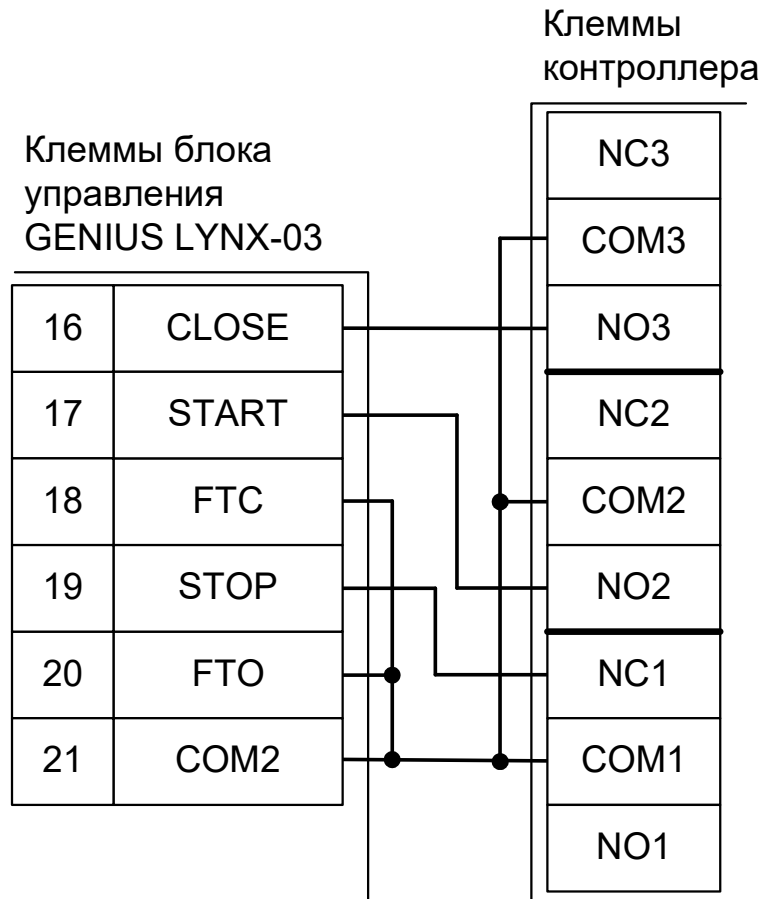 Клеммы
контроллера
Клеммы блока
управления
GENIUS LYNX-03
NC3
COM3
16 CLOSE NO3
17 START NC2
18 FTC COM2
19 STOP NO2
20 FTO NC1
21 COM2 COM1
NO1